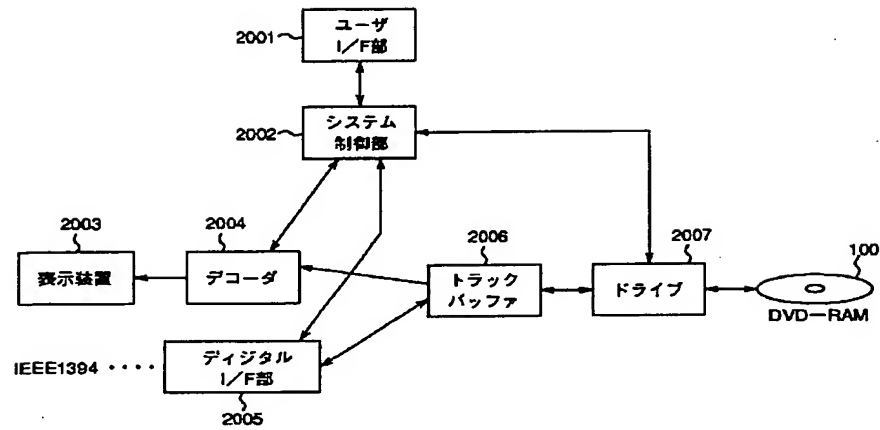 2001
ユーザ
I/F部
2002
システム
制御部
2003
表示装置
2004
デコーダ
2006
トラック
バッファ
2007
ドライブ
100
DVD-RAM
IEEE1394 ････
ディジタル
I/F部
2005